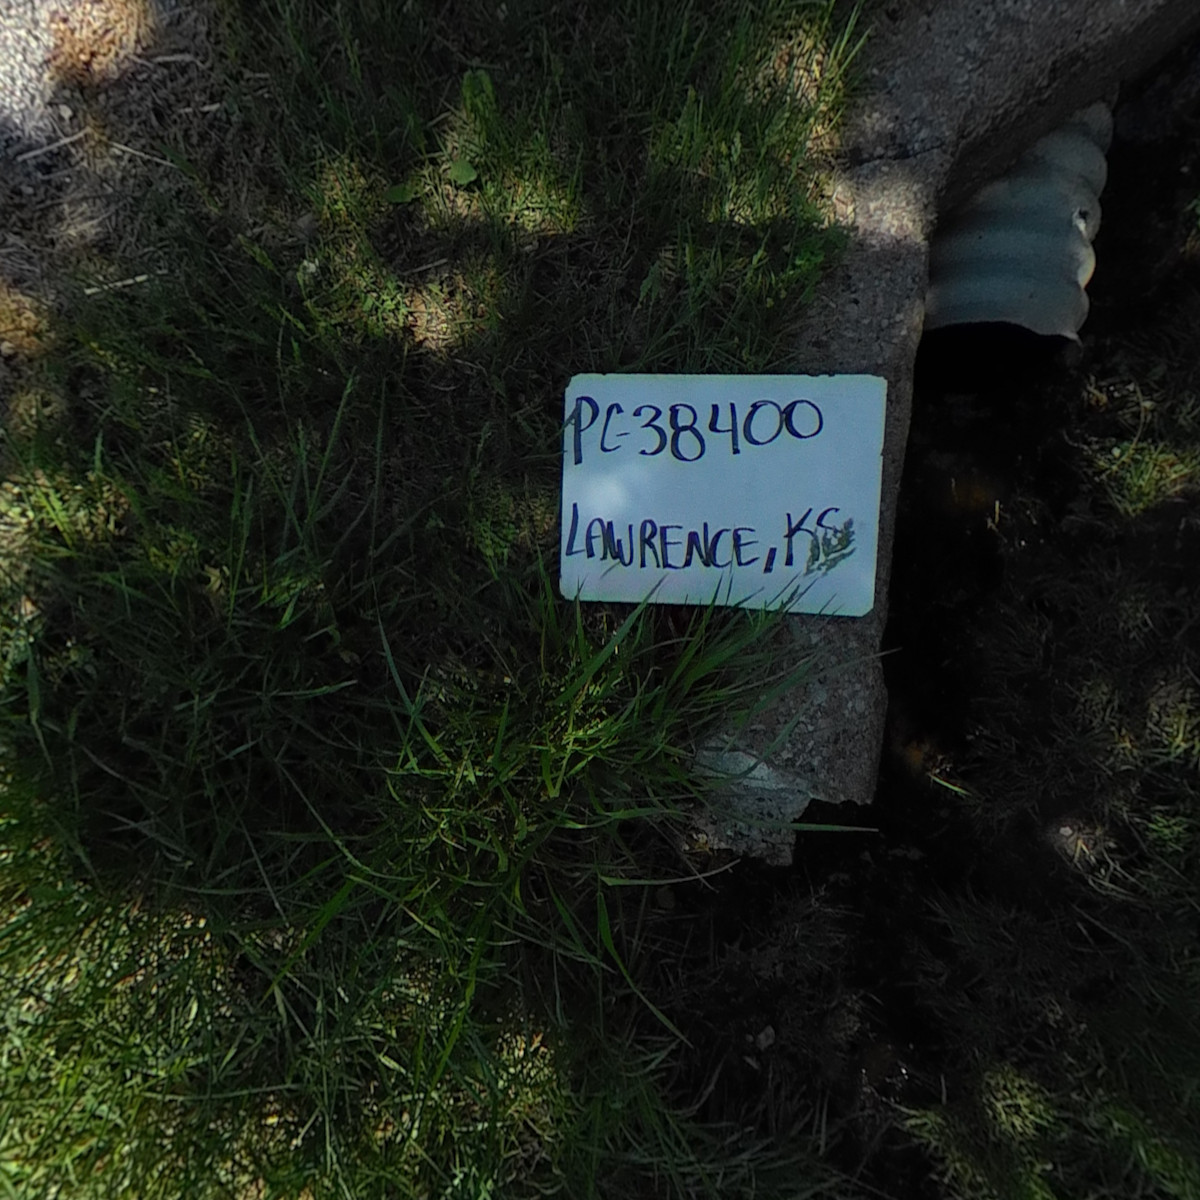 PC-38400
LAWRENCE, KS